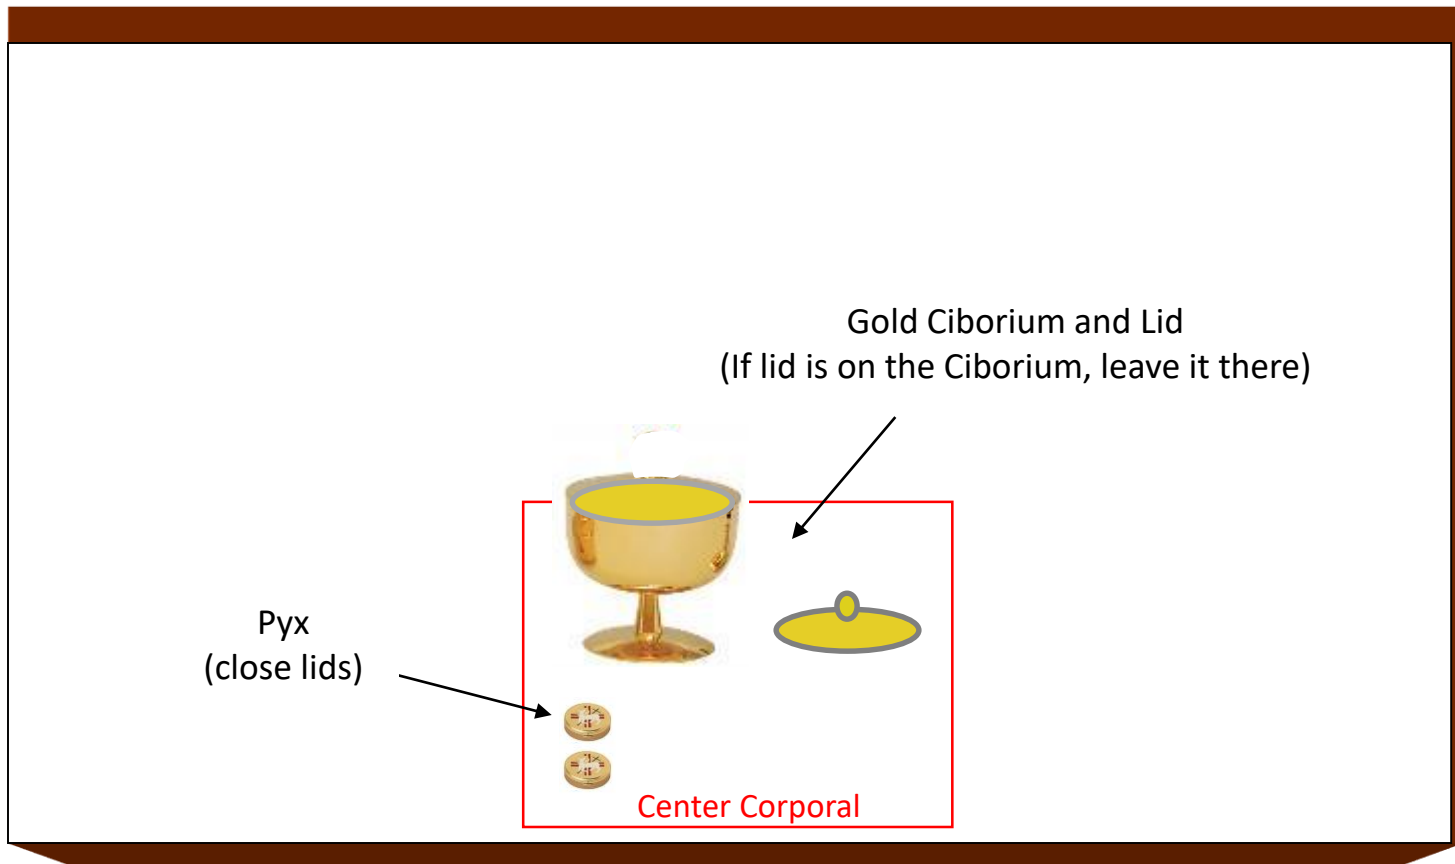 Gold Ciborium and Lid
(If lid is on the Ciborium, leave it there)
Pyx
(close lids)
Center Corporal